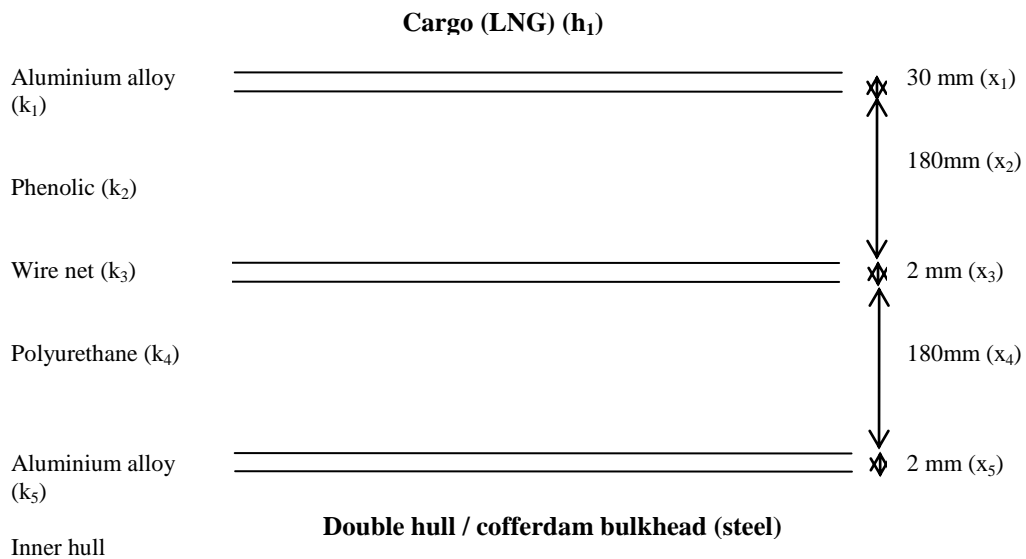 Cargo (LNG) (h₁)
Aluminium alloy
(k₁)
30 mm (x₁)
180mm (x₂)
Phenolic (k₂)
Wire net (k₃)
2 mm (x₃)
Polyurethane (k₄)
180mm (x₄)
Aluminium alloy
(k₅)
2 mm (x₅)
Double hull / cofferdam bulkhead (steel)
Inner hull